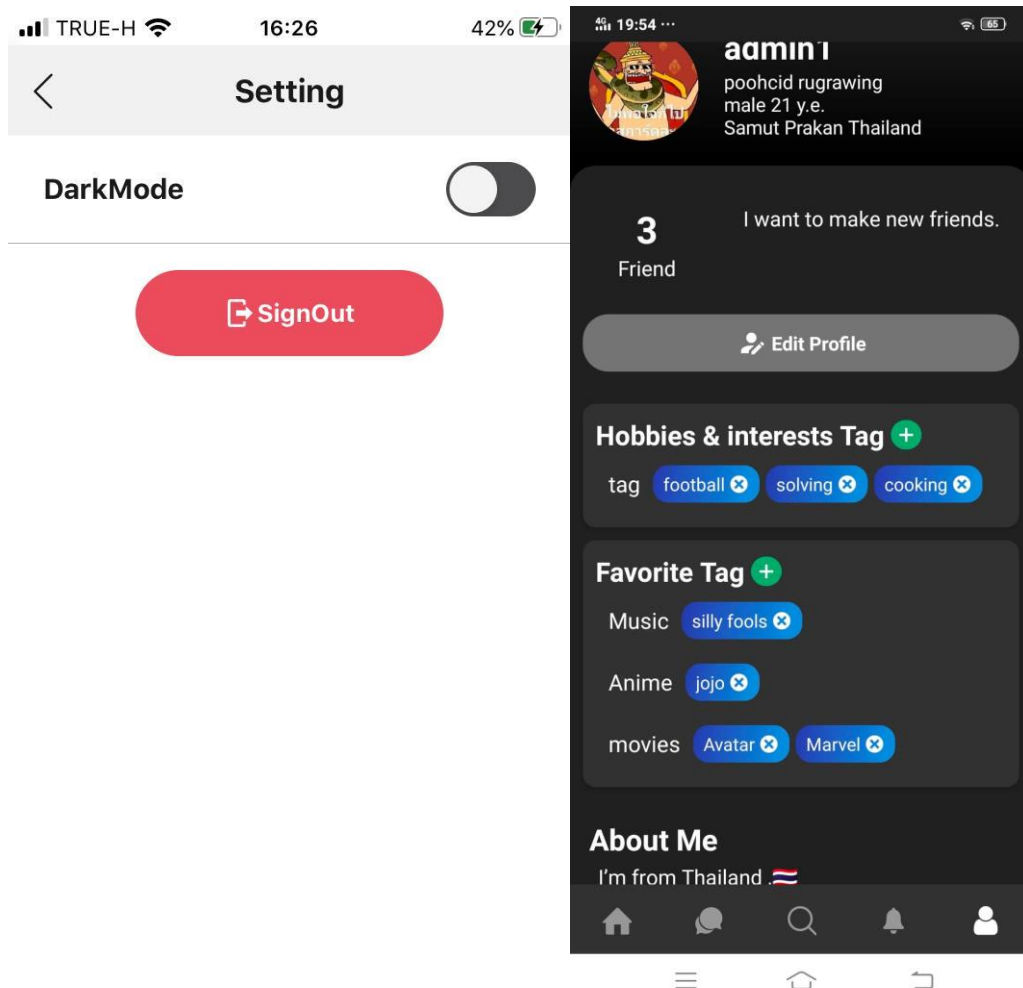 TRUE-H 16:26 42%
Setting
DarkMode
SignOut
4G 19:54 ... 65
admin1
poohcid rugrawing
male 21 y.e.
Samut Prakan Thailand
3
Friend
I want to make new friends.
Edit Profile
Hobbies & interests Tag
tag football solving cooking
Favorite Tag
Music silly fools
Anime jojo
movies Avatar Marvel
About Me
I'm from Thailand .🇹🇭